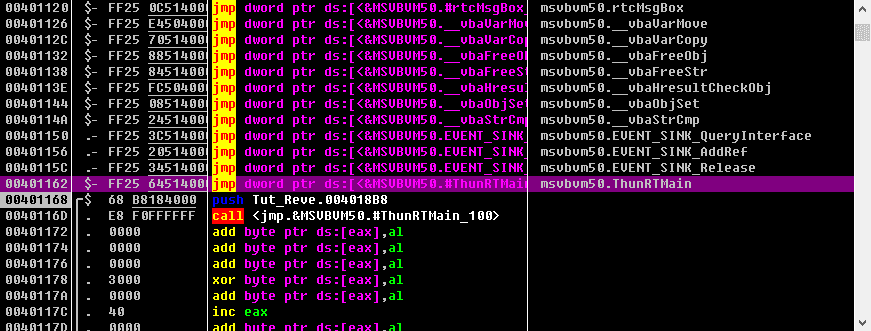 00401120 $- FF25 0C514000 jmp dword ptr ds:[<&MSVBVM50.#rtcMsgBox_ msvbvm50.rtcMsgBox
00401126 $- FF25 E4504000 jmp dword ptr ds:[<&MSVBVM50.__vbaVarMov msvbvm50.__vbaVarMove
0040112C $- FF25 70514000 jmp dword ptr ds:[<&MSVBVM50.__vbaVarCop msvbvm50.__vbaVarCopy
00401132 $- FF25 88514000 jmp dword ptr ds:[<&MSVBVM50.__vbaFreeOb msvbvm50.__vbaFreeObj
00401138 $- FF25 84514000 jmp dword ptr ds:[<&MSVBVM50.__vbaFreeSt msvbvm50.__vbaFreeStr
0040113E $- FF25 FC504000 jmp dword ptr ds:[<&MSVBVM50.__vbaHresul msvbvm50.__vbaHresultCheckObj
00401144 $- FF25 08514000 jmp dword ptr ds:[<&MSVBVM50.__vbaObjSet msvbvm50.__vbaObjSet
0040114A $- FF25 24514000 jmp dword ptr ds:[<&MSVBVM50.__vbaStrCmp msvbvm50.__vbaStrCmp
00401150 .- FF25 3C514000 jmp dword ptr ds:[<&MSVBVM50.EVENT_SINK_ msvbvm50.EVENT_SINK_QueryInterface
00401156 .- FF25 20514000 jmp dword ptr ds:[<&MSVBVM50.EVENT_SINK_ msvbvm50.EVENT_SINK_AddRef
0040115C .- FF25 34514000 jmp dword ptr ds:[<&MSVBVM50.EVENT_SINK_ msvbvm50.EVENT_SINK_Release
00401162 $- FF25 64514000 jmp dword ptr ds:[<&MSVBVM50.#ThunRTMain msvbvm50.ThunRTMain
00401168 $ 68 B8184000 push Tut_Reve.004018B8
0040116D . E8 F0FFFFFF call <jmp.&MSVBVM50.#ThunRTMain_100>
00401172 . 0000 add byte ptr ds:[eax],al
00401174 . 0000 add byte ptr ds:[eax],al
00401176 . 0000 add byte ptr ds:[eax],al
00401178 . 3000 xor byte ptr ds:[eax],al
0040117A . 0000 add byte ptr ds:[eax],al
0040117C . 40 inc eax
0040117D . 0000 add byte ptr ds:[eax],al